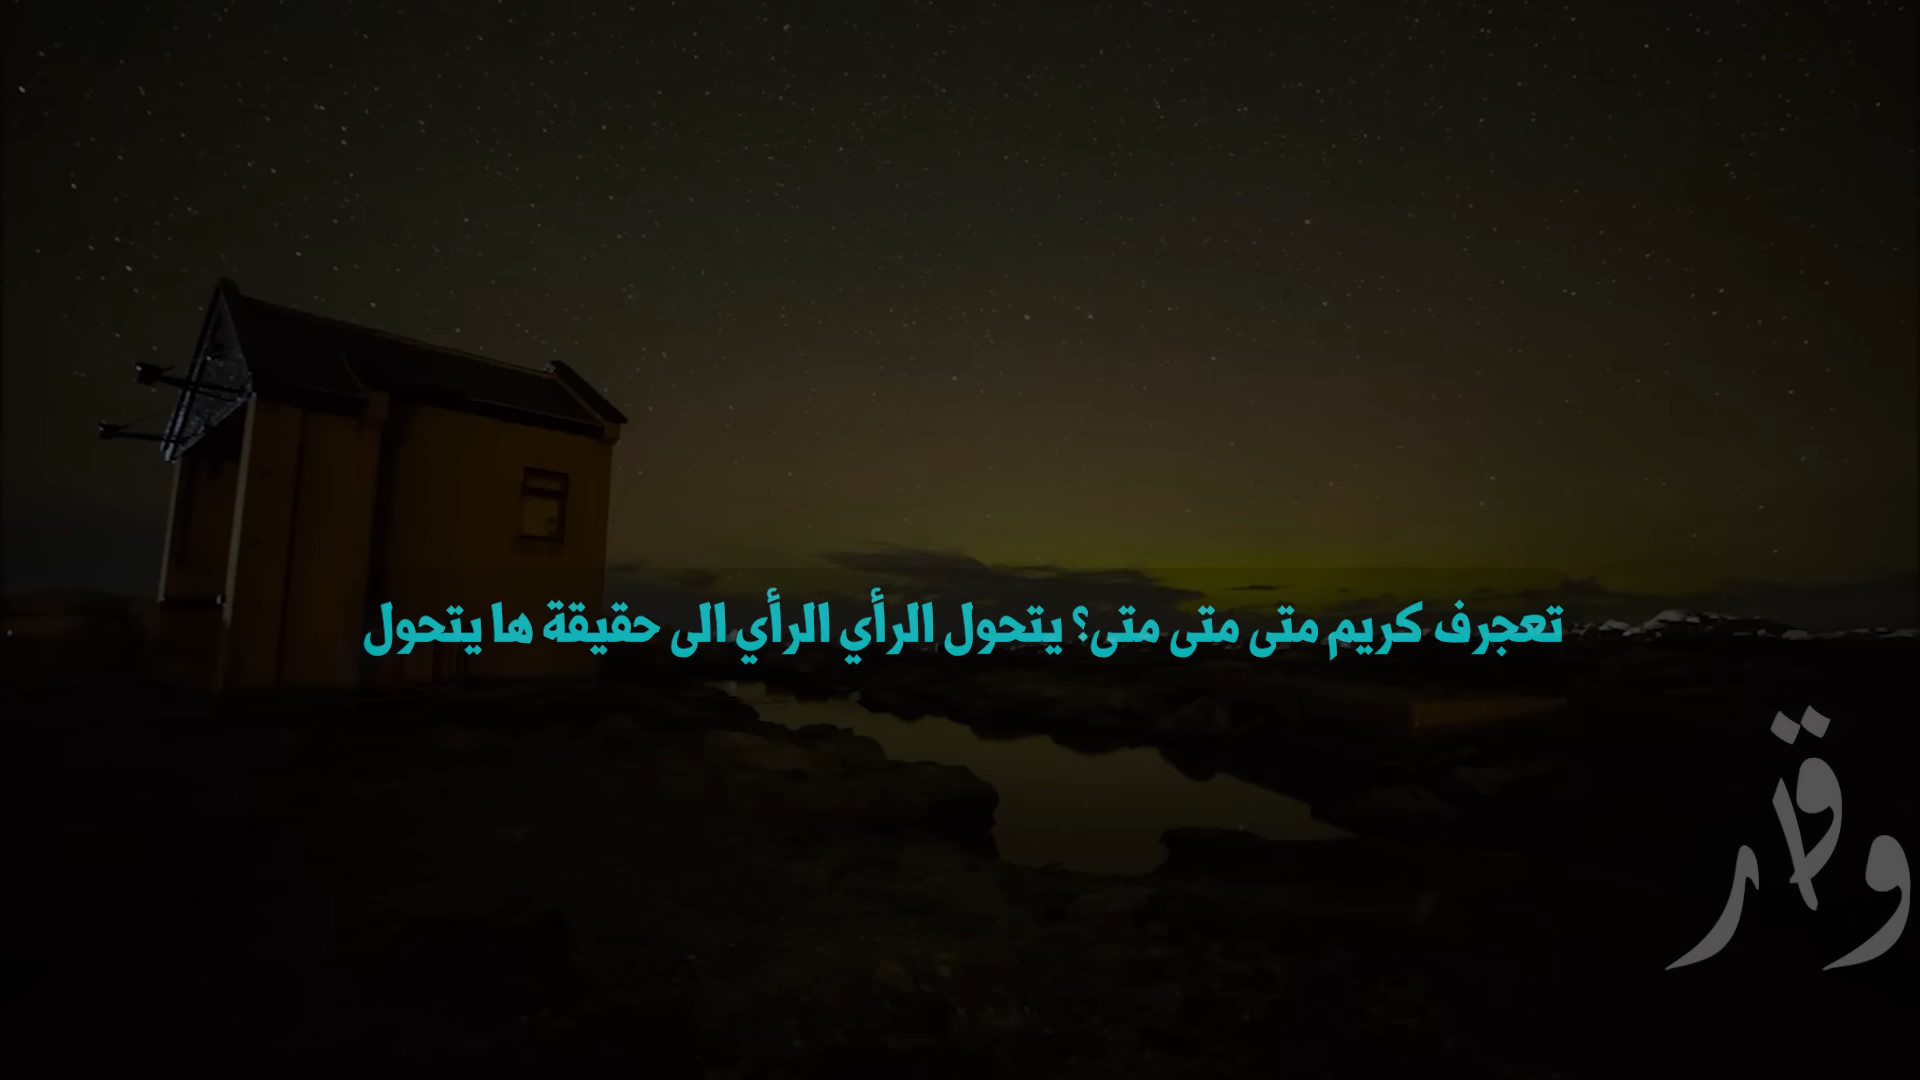 تعجرف كريم متى متى متى؟ يتحول الرأي الرأي الى حقيقة ها يتحول
وقار